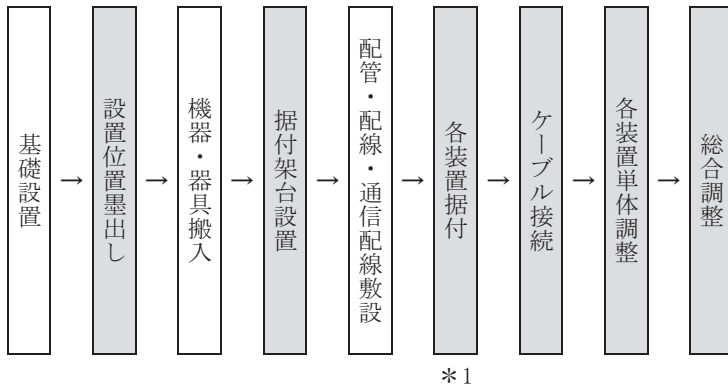 基礎設置
→
設置位置墨出し
→
機器・器具搬入
→
据付架台設置
→
配管・配線・通信配線敷設
→
各装置据付
→
ケーブル接続
→
各装置単体調整
→
総合調整
＊1